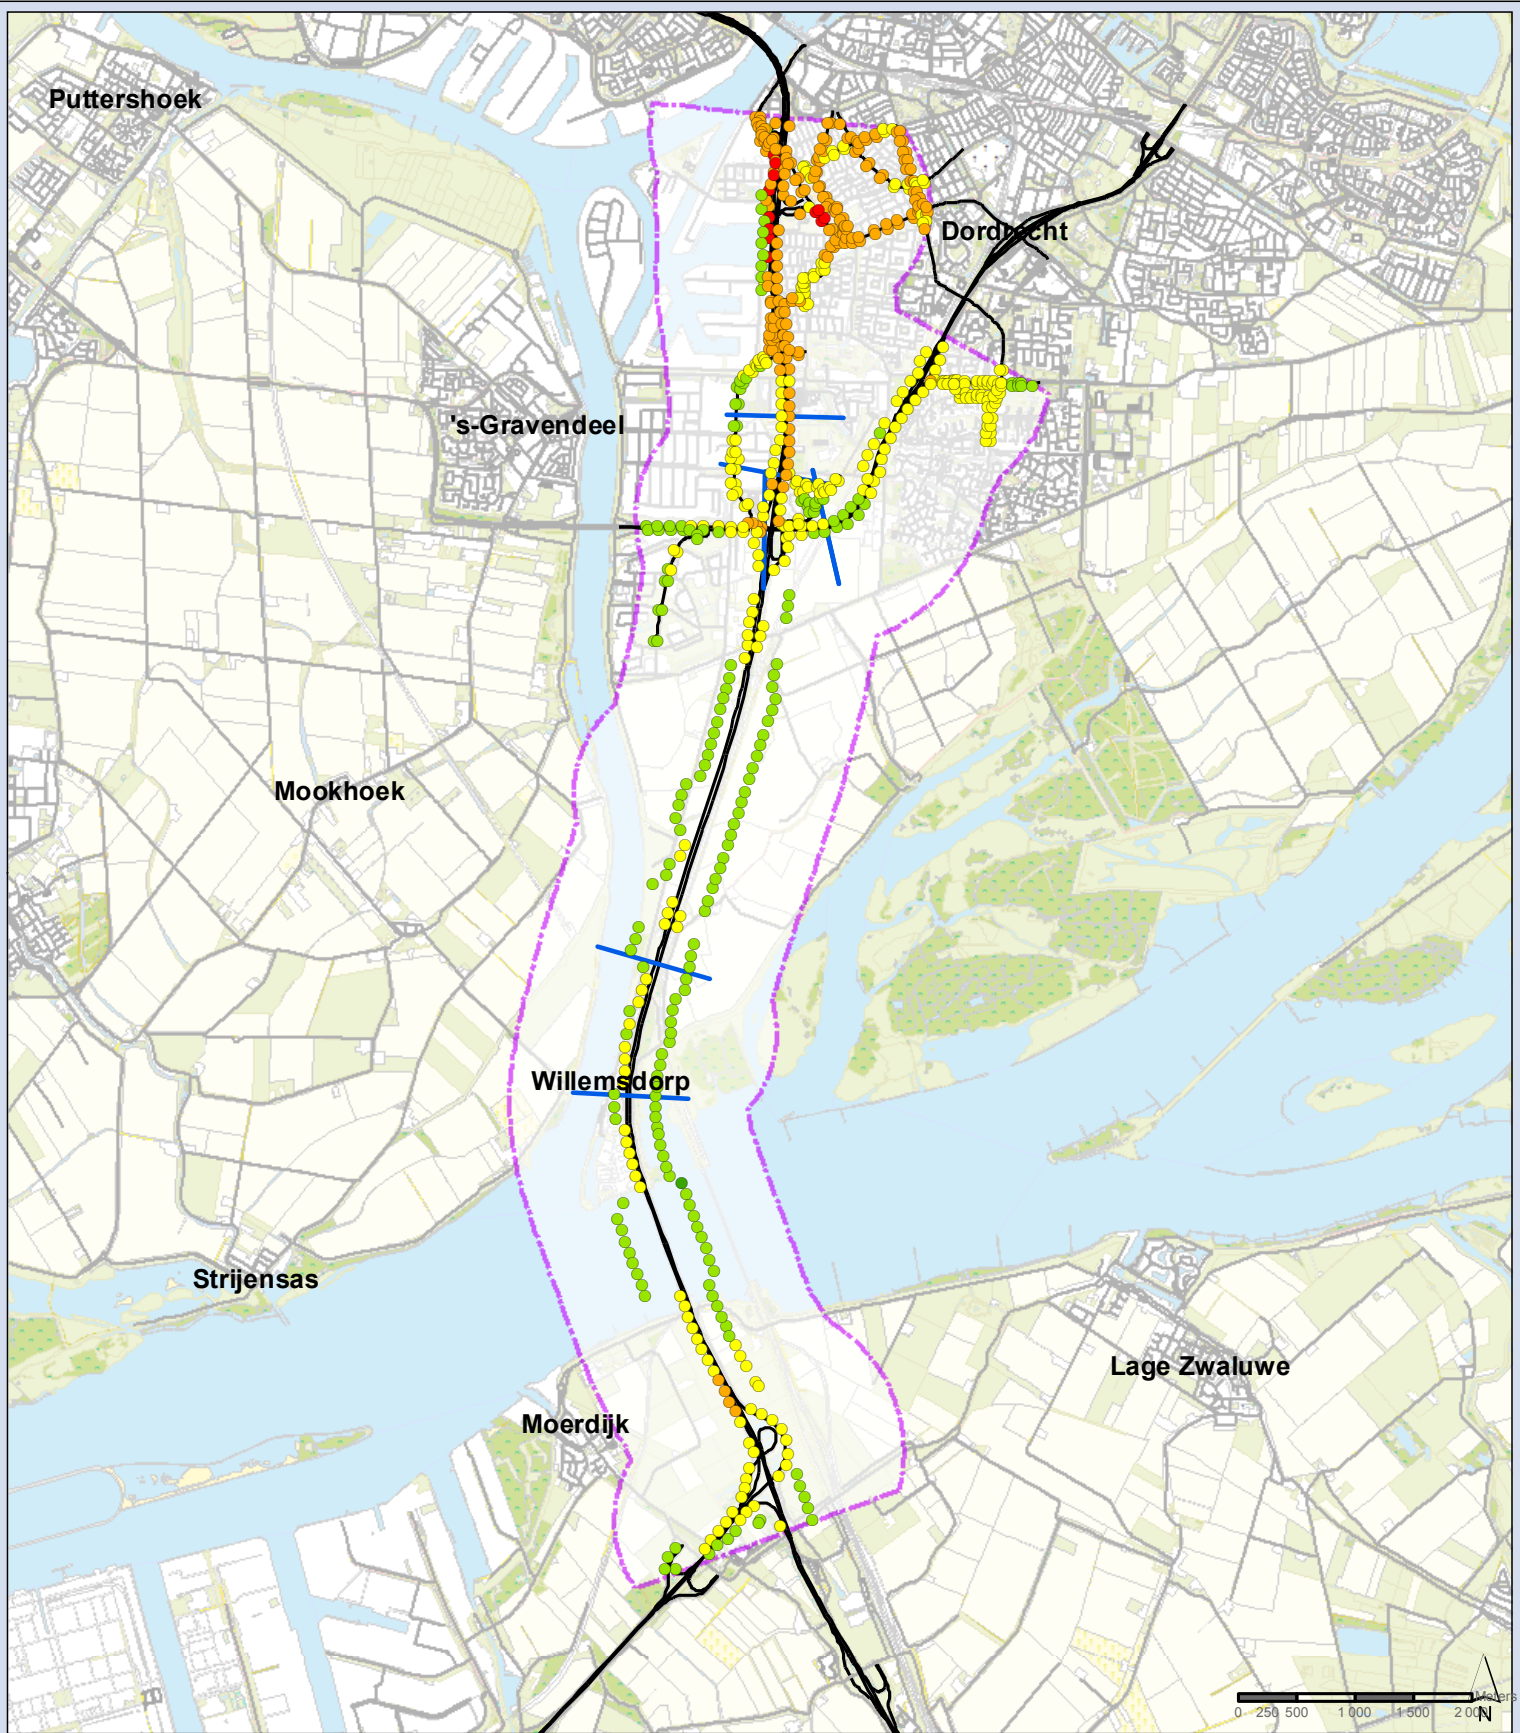 Puttershoek
Dordrecht
's-Gravendeel
Mookhoek
Willemsdorp
Strijensas
Lage Zwaluwe
Moerdijk
Meters
0 250 500 1 000 1 500 2 000
N